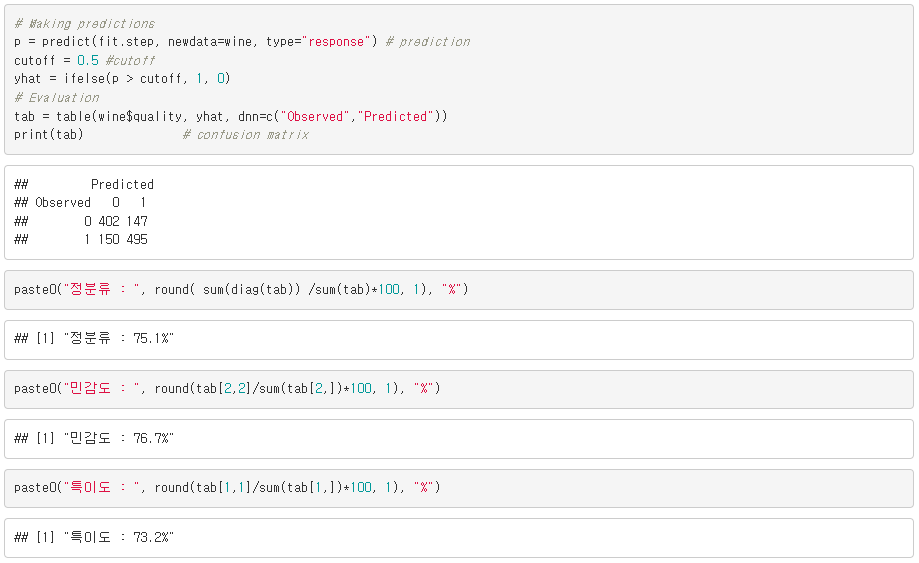 # Making predictions
p = predict(fit.step, newdata=wine, type="response") # prediction
cutoff = 0.5 #cutoff
yhat = ifelse(p > cutoff, 1, 0)
# Evaluation
tab = table(wine$quality, yhat, dnn=c("Observed","Predicted"))
print(tab)              # confusion matrix
##         Predicted
## Observed   0   1
##        0 402 147
##        1 150 495
paste0("정분류 : ", round( sum(diag(tab)) /sum(tab)*100, 1), "%")
## [1] "정분류 : 75.1%"
paste0("민감도 : ", round(tab[2,2]/sum(tab[2,])*100, 1), "%")
## [1] "민감도 : 76.7%"
paste0("특이도 : ", round(tab[1,1]/sum(tab[1,])*100, 1), "%")
## [1] "특이도 : 73.2%"